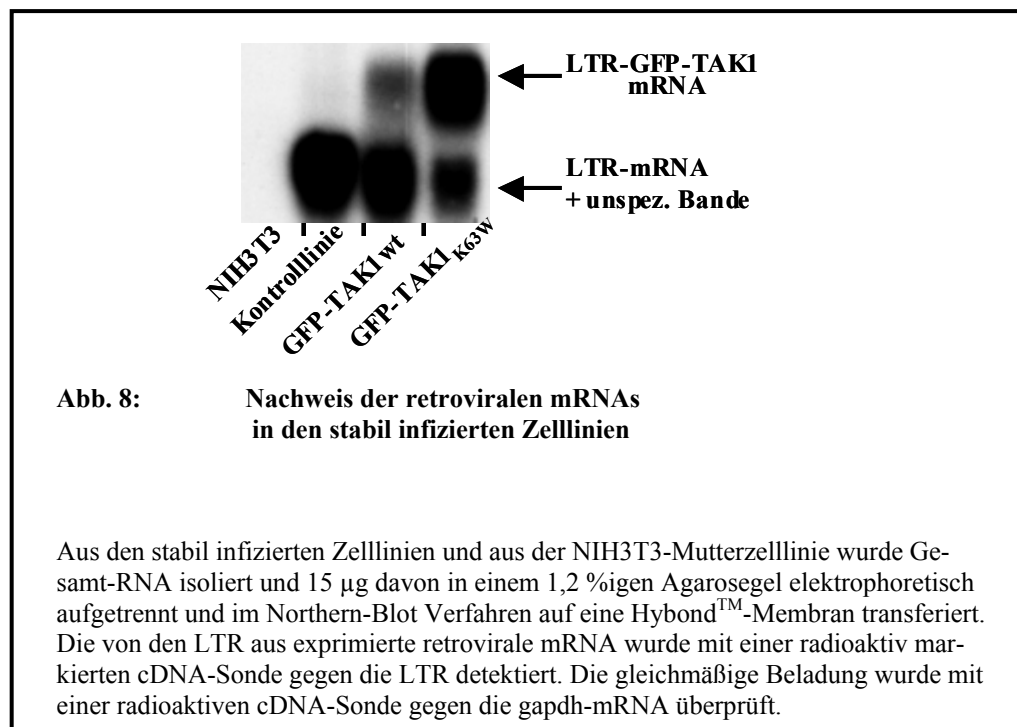 LTR-GFP-TAK1
mRNA
LTR-mRNA
+ unspez. Bande
NIH3T3
Kontrolllinie
GFP-TAK1wt
GFP-TAK1K63W
Abb. 8: Nachweis der retroviralen mRNAs
in den stabil infizierten Zelllinien
Aus den stabil infizierten Zelllinien und aus der NIH3T3-Mutterzelllinie wurde Ge-
samt-RNA isoliert und 15 µg davon in einem 1,2 %igen Agarosegel elektrophoretisch
aufgetrennt und im Northern-Blot Verfahren auf eine Hybond™-Membran transferiert.
Die von den LTR aus exprimierte retrovirale mRNA wurde mit einer radioaktiv mar-
kierten cDNA-Sonde gegen die LTR detektiert. Die gleichmäßige Beladung wurde mit
einer radioaktiven cDNA-Sonde gegen die gapdh-mRNA überprüft.